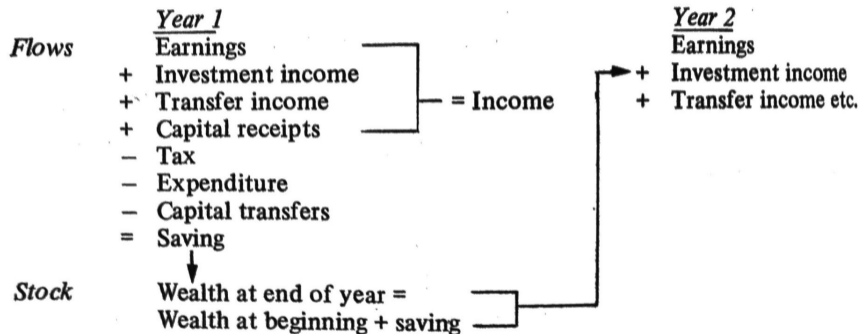 Year 1
Flows Earnings
+ Investment income
+ Transfer income = Income
+ Capital receipts
− Tax
− Expenditure
− Capital transfers
= Saving
Stock Wealth at end of year =
Wealth at beginning + saving
Year 2
Earnings
+ Investment income
+ Transfer income etc.